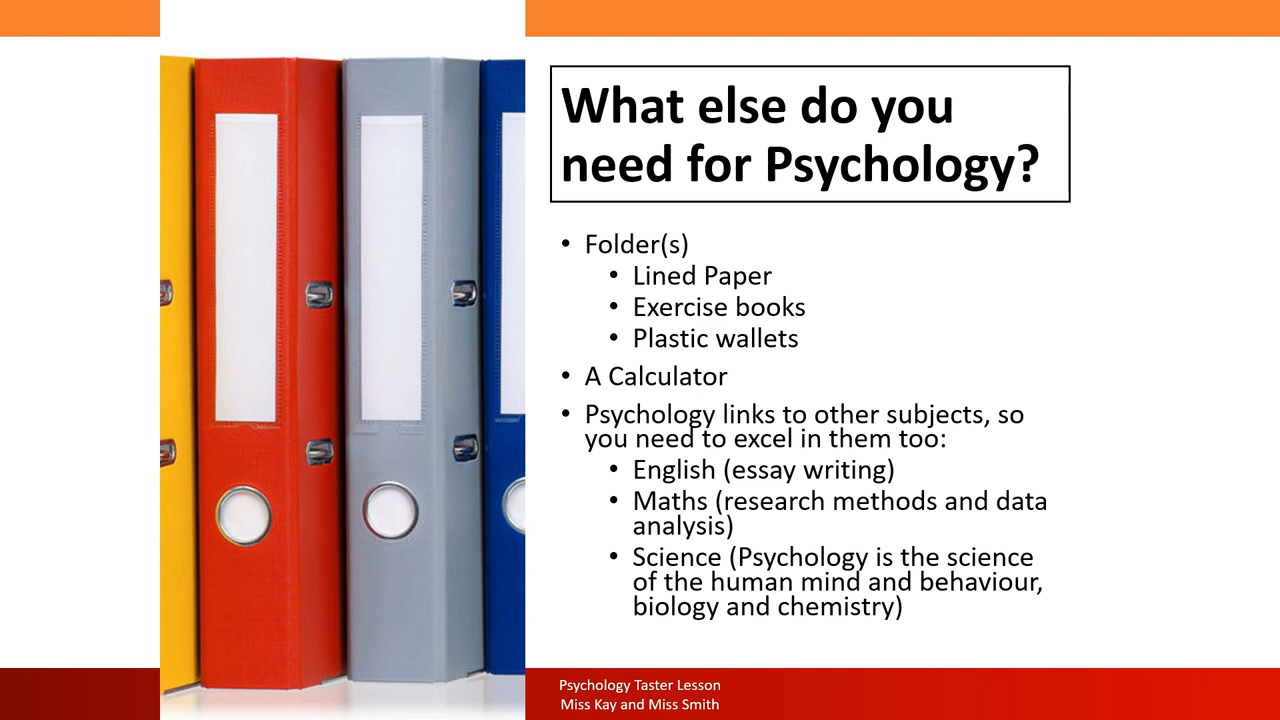 What else do you
need for Psychology?
• Folder(s)
• Lined Paper
• Exercise books
• Plastic wallets
• A Calculator
• Psychology links to other subjects, so
you need to excel in them too:
• English (essay writing)
• Maths (research methods and data
analysis)
• Science (Psychology is the science
of the human mind and behaviour,
biology and chemistry)
Psychology Taster Lesson
Miss Kay and Miss Smith